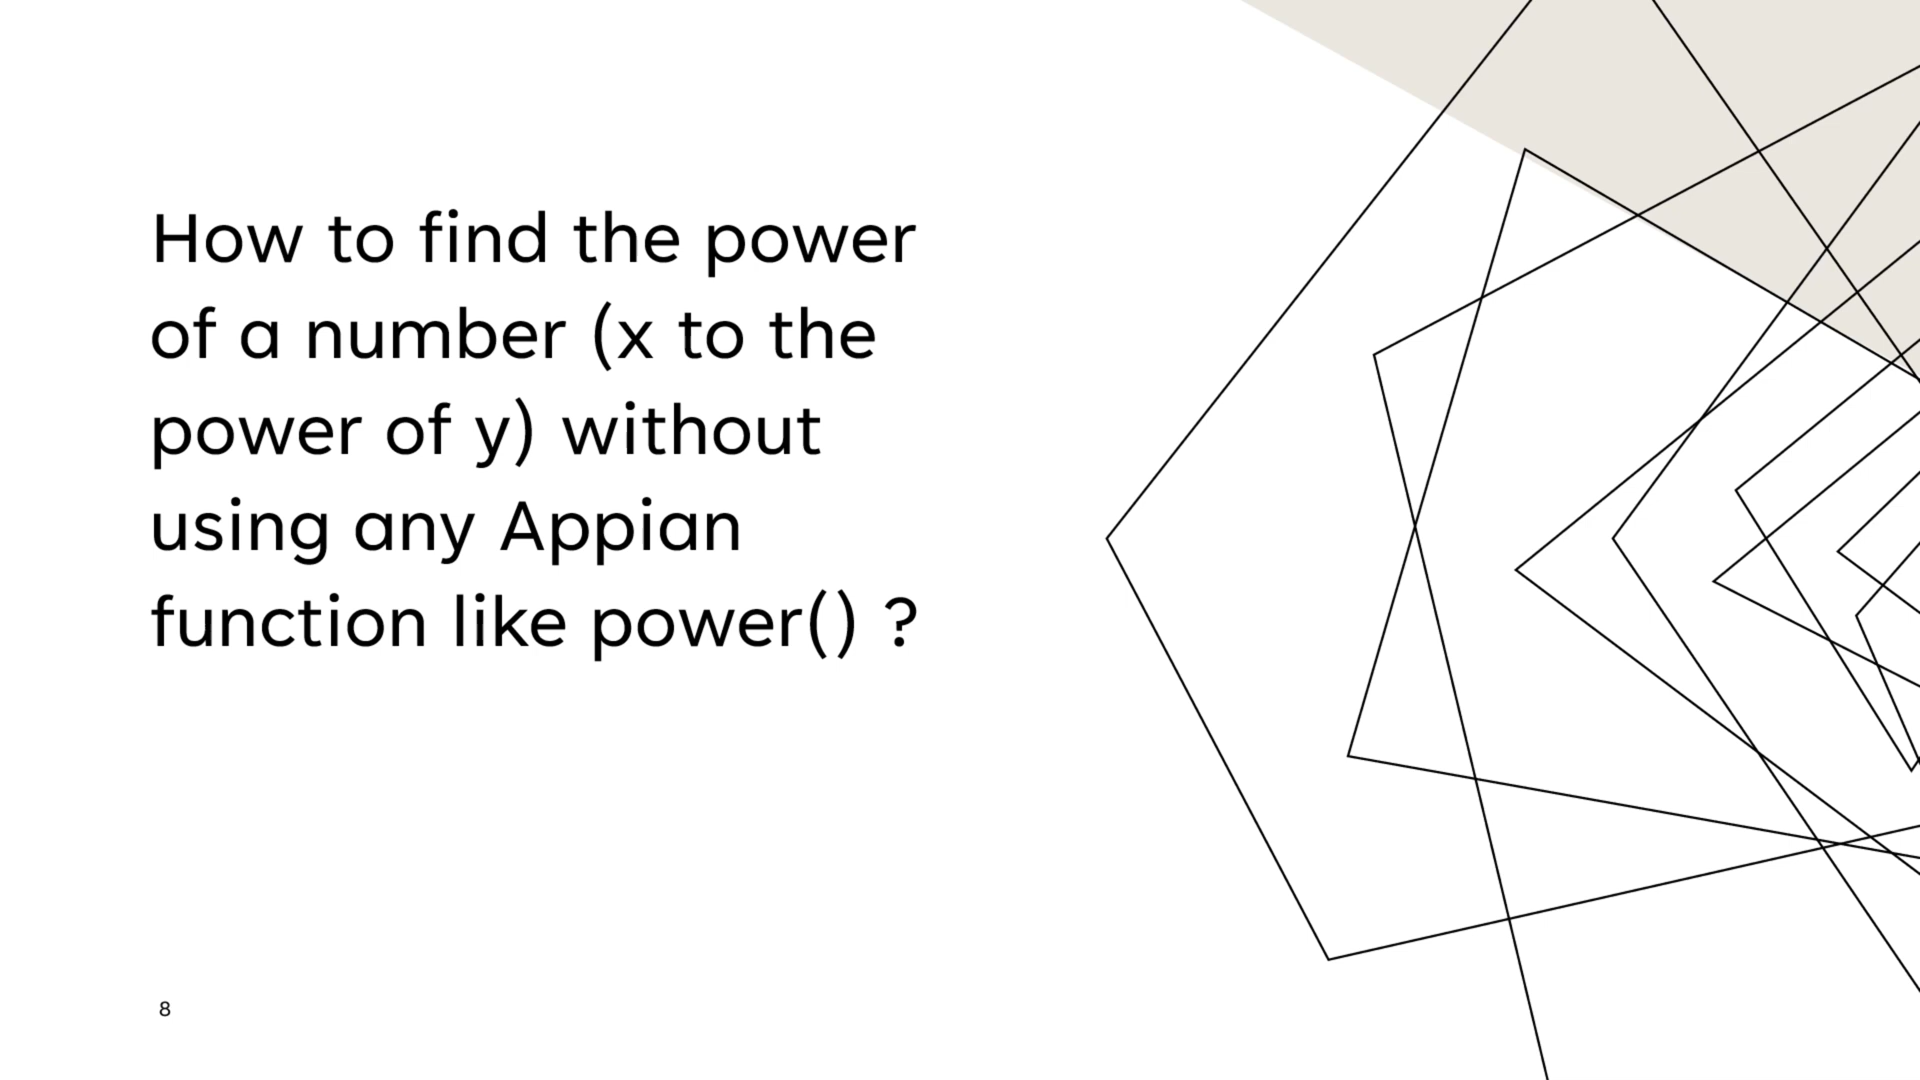 How to find the power
of a number (x to the
power of y) without
using any Appian
function like power() ?
8